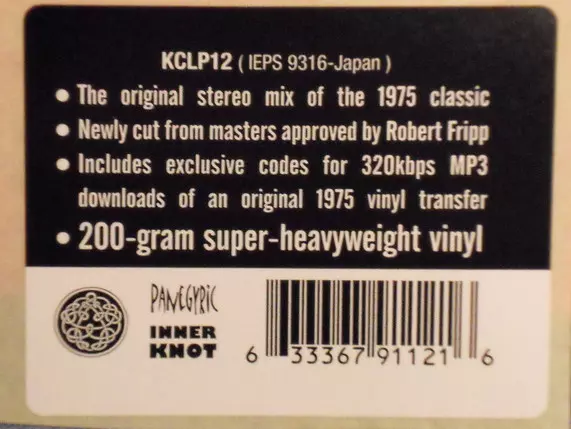 KCLP12 ( IEPS 9316-Japan )
• The original stereo mix of the 1975 classic
• Newly cut from masters approved by Robert Fripp
• Includes exclusive codes for 320kbps MP3
downloads of an original 1975 vinyl transfer
• 200-gram super-heavyweight vinyl
PANEGYRIC
INNER
KNOT
6 33367 91121 6